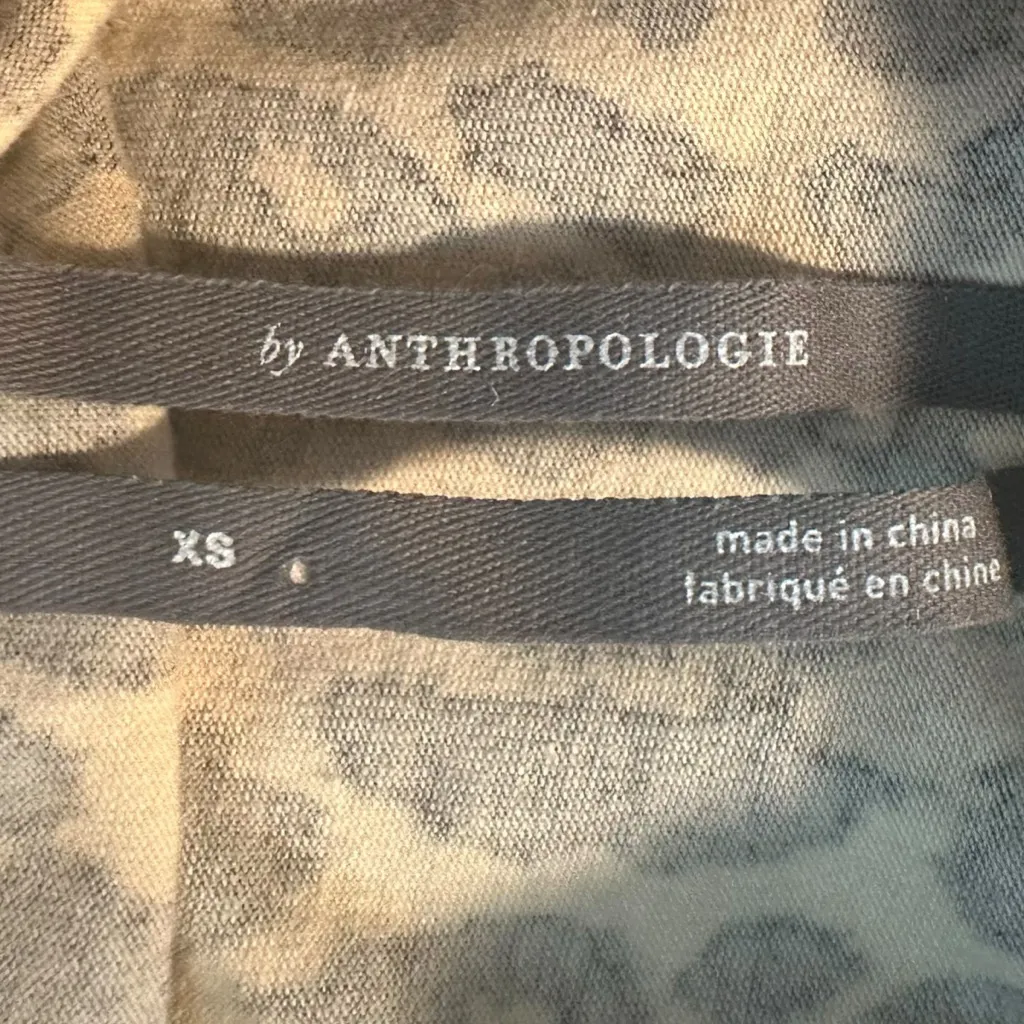 by ANTHROPOLOGIE
XS
made in china
fabriqué en chine